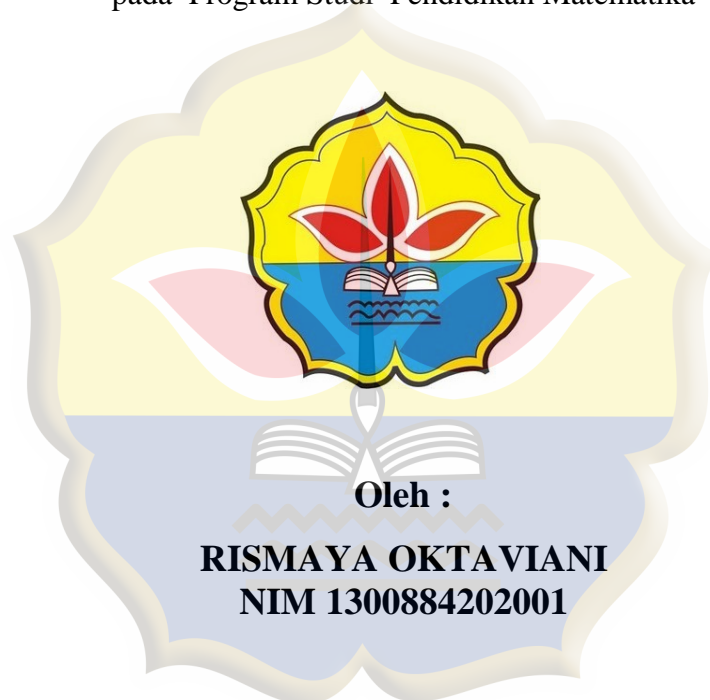 pada Program Studi Pendidikan Matematika
Oleh :
RISMAYA OKTAVIANI
NIM 1300884202001